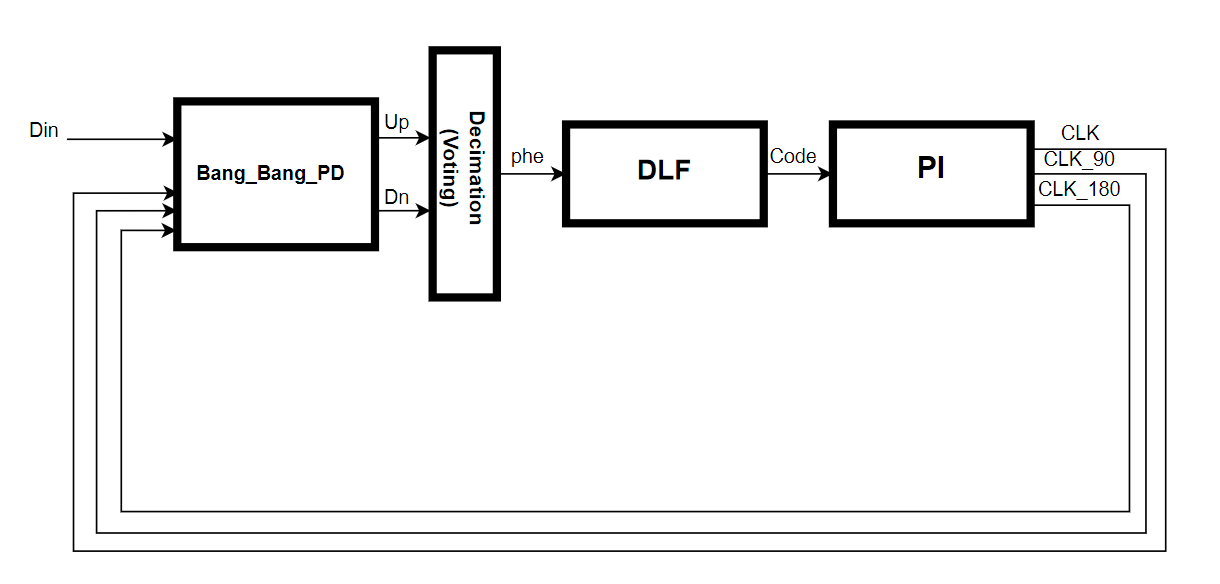 Din
Bang_Bang_PD
Up
Dn
Decimation
(Voting)
phe
DLF
Code
PI
CLK
CLK_90
CLK_180